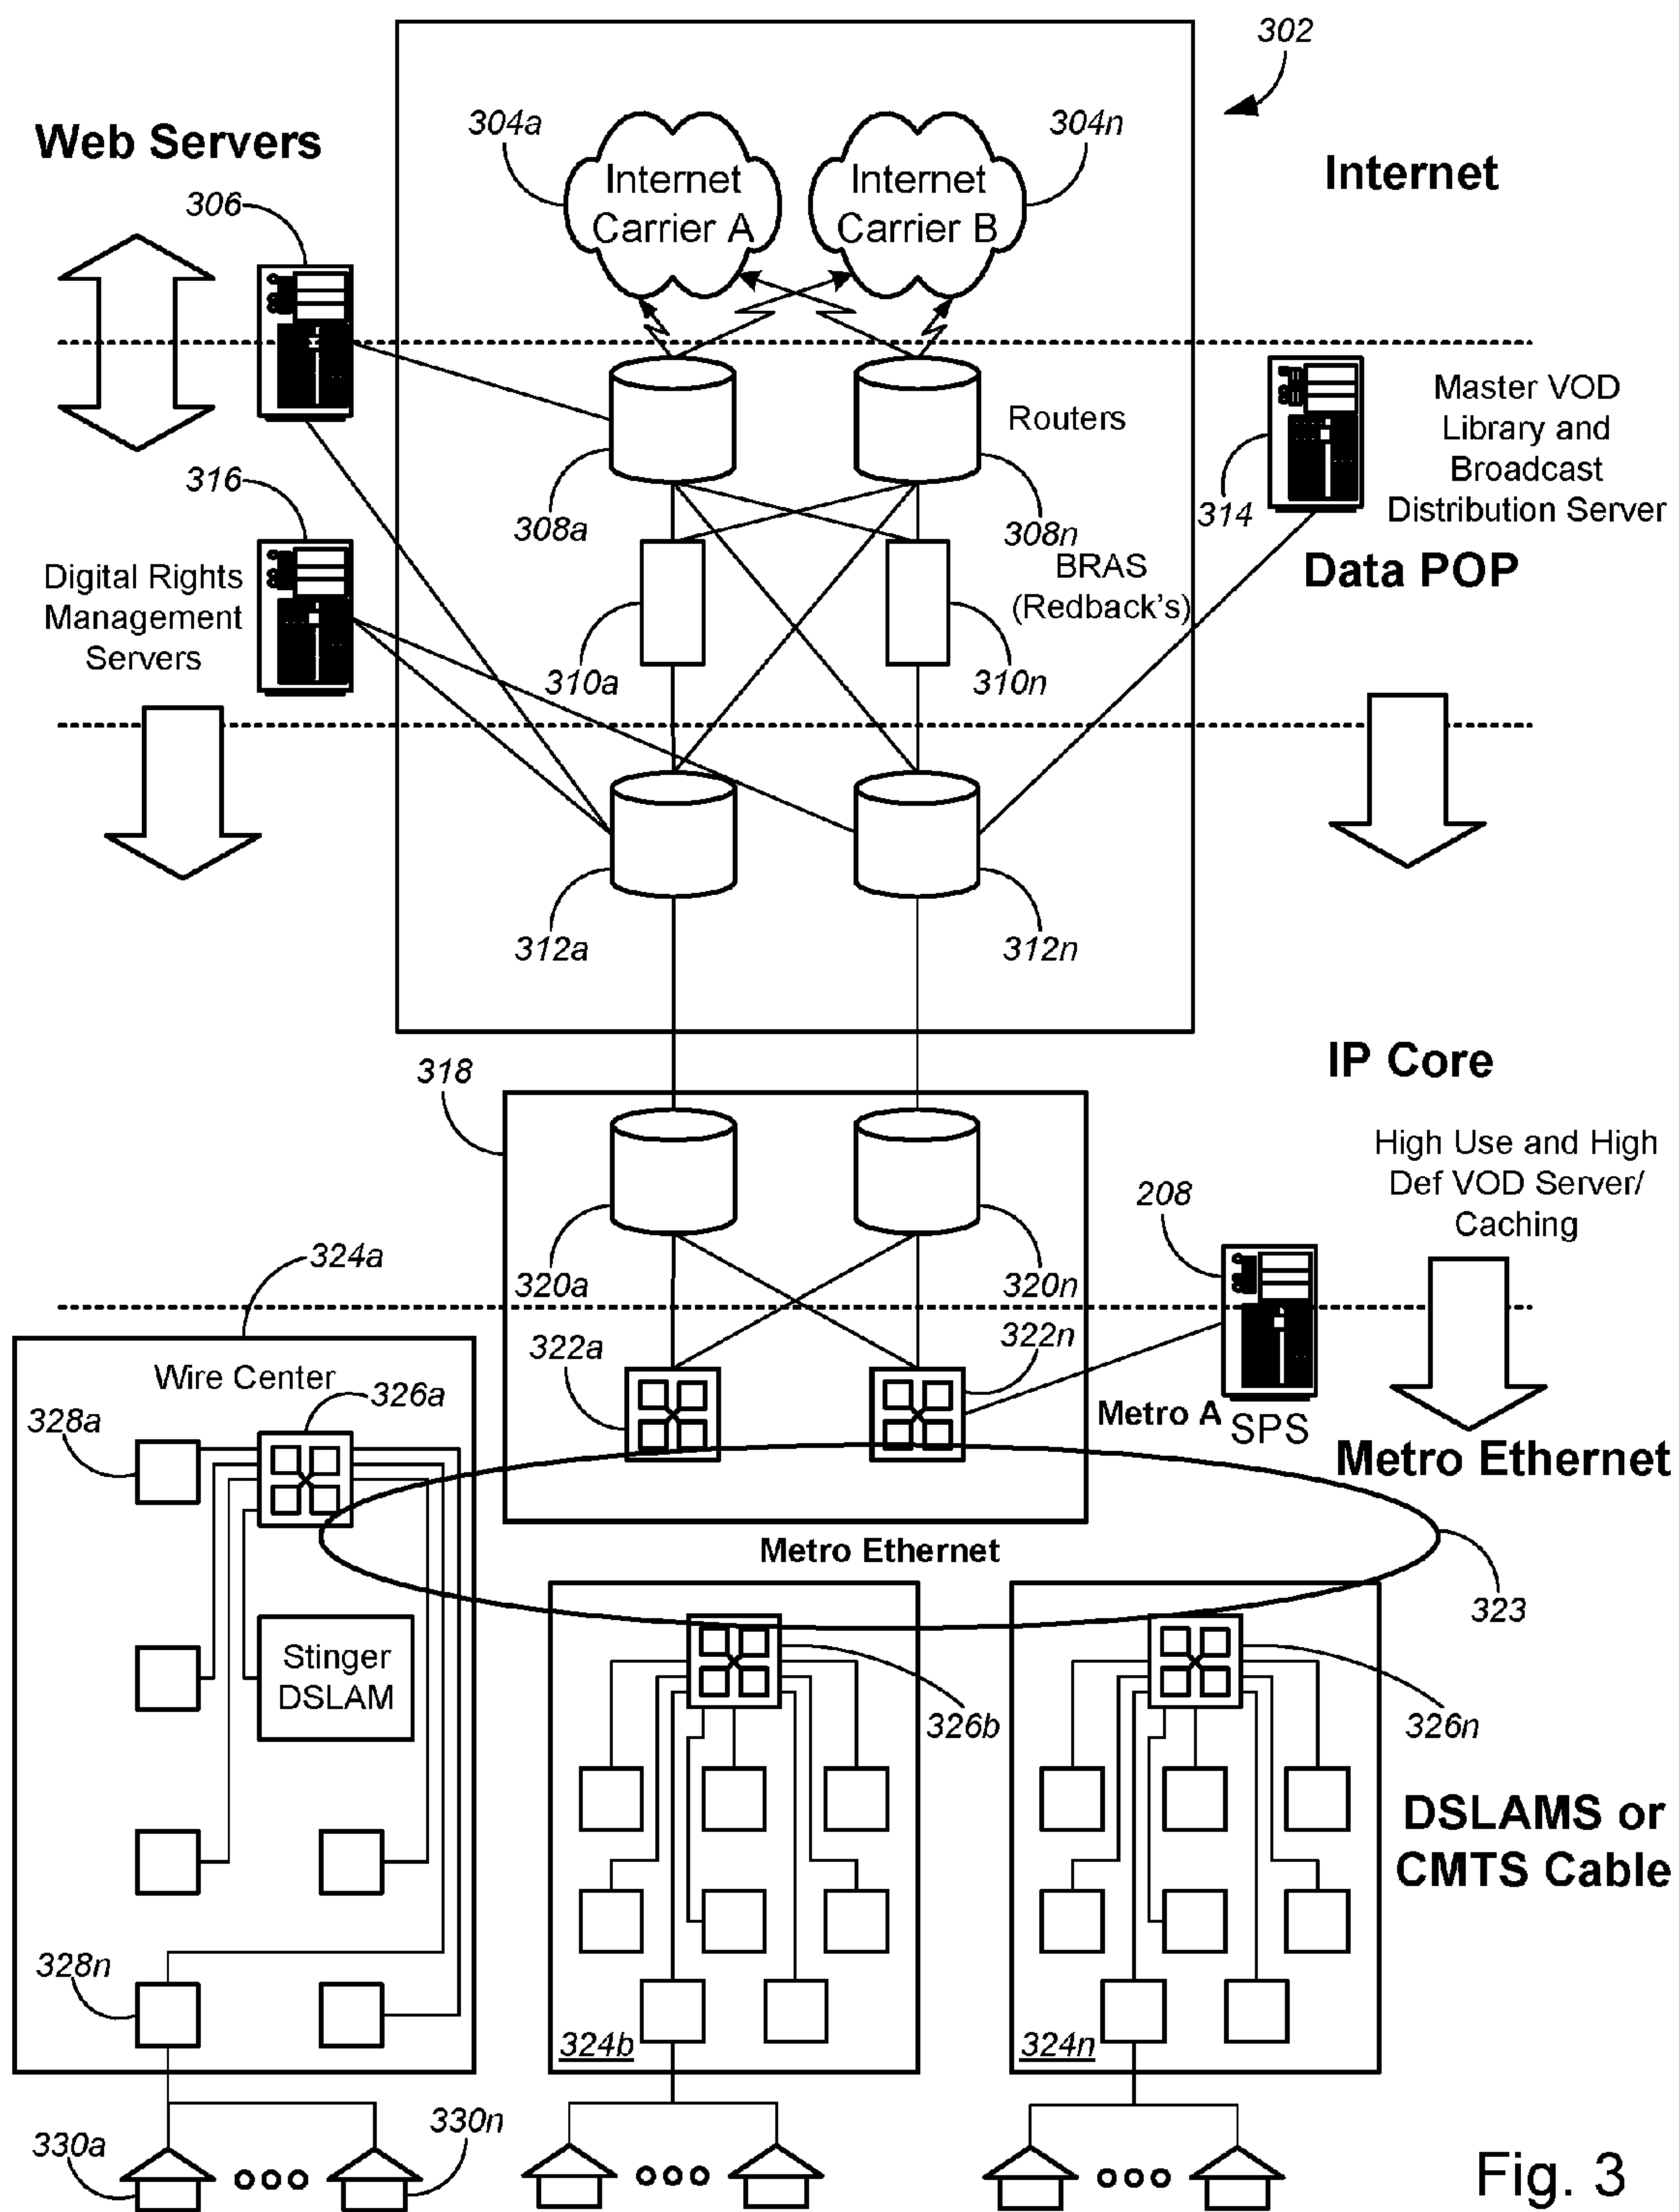 302
Web Servers
304a
304n
Internet
Carrier A
Internet
Carrier B
Internet
306
Routers
Master VOD
Library and
Broadcast
Distribution Server
316
308a
308n
314
Digital Rights
Management
Servers
BRAS
(Redback's)
Data POP
310a
310n
312a
312n
IP Core
318
High Use and High
Def VOD Server/
Caching
208
324a
320a
320n
322a
322n
Wire Center
326a
328a
Metro A
SPS
Metro Ethernet
Metro Ethernet
323
Stinger
DSLAM
326b
326n
DSLAMS or
CMTS Cable
328n
324b
324n
330a
330n
Fig. 3